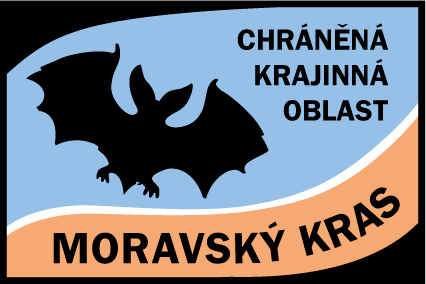 CHRÁNĚNÁ
KRAJINNÁ
OBLAST
MORAVSKÝ KRAS